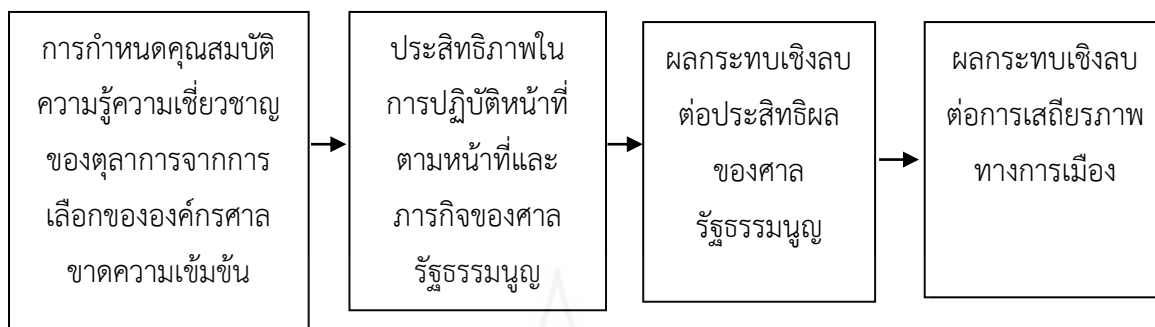 การกำหนดคุณสมบัติ
ความรู้ความเชี่ยวชาญ
ของตุลาการจากการ
เลือกขององค์กรศาล
ขาดความเข้มข้น
ประสิทธิภาพใน
การปฏิบัติหน้าที่
ตามหน้าที่และ
ภารกิจของศาล
รัฐธรรมนูญ
ผลกระทบเชิงลบ
ต่อประสิทธิผล
ของศาล
รัฐธรรมนูญ
ผลกระทบเชิงลบ
ต่อการเสถียรภาพ
ทางการเมือง